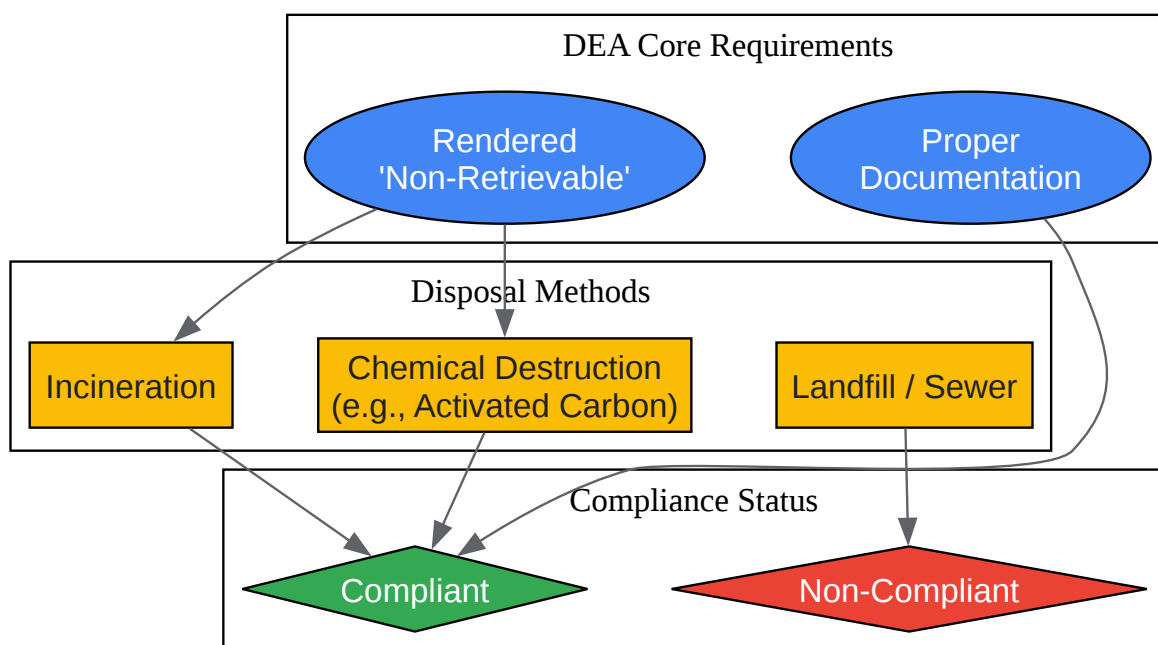 DEA Core Requirements
Rendered
'Non-Retrievable'
Proper
Documentation
Disposal Methods
Incineration
Chemical Destruction
(e.g., Activated Carbon)
Landfill / Sewer
Compliance Status
Compliant
Non-Compliant